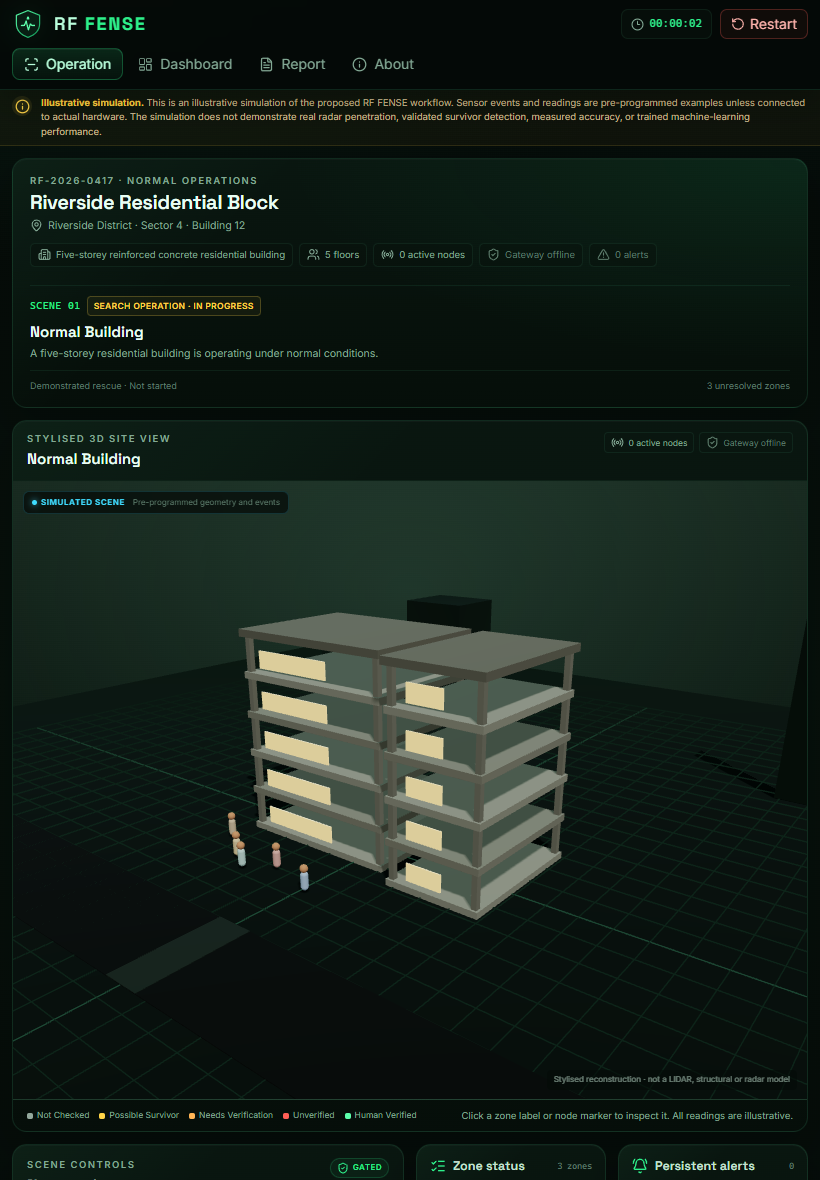 RF FENSE
00:00:02
Restart
Operation
Dashboard
Report
About
Illustrative simulation. This is an illustrative simulation of the proposed RF FENSE workflow. Sensor events and readings are pre-programmed examples unless connected
to actual hardware. The simulation does not demonstrate real radar penetration, validated survivor detection, measured accuracy, or trained machine-learning
performance.
RF-2026-0417 · NORMAL OPERATIONS
Riverside Residential Block
Riverside District · Sector 4 · Building 12
Five-storey reinforced concrete residential building
5 floors
0 active nodes
Gateway offline
0 alerts
SCENE 01
SEARCH OPERATION · IN PROGRESS
Normal Building
A five-storey residential building is operating under normal conditions.
Demonstrated rescue · Not started
3 unresolved zones
STYLISED 3D SITE VIEW
Normal Building
0 active nodes
Gateway offline
SIMULATED SCENE Pre-programmed geometry and events
Stylised reconstruction · not a LIDAR, structural or radar model
Not Checked
Possible Survivor
Needs Verification
Unverified
Human Verified
Click a zone label or node marker to inspect it. All readings are illustrative.
SCENE CONTROLS
GATED
Zone status
3 zones
Persistent alerts
0